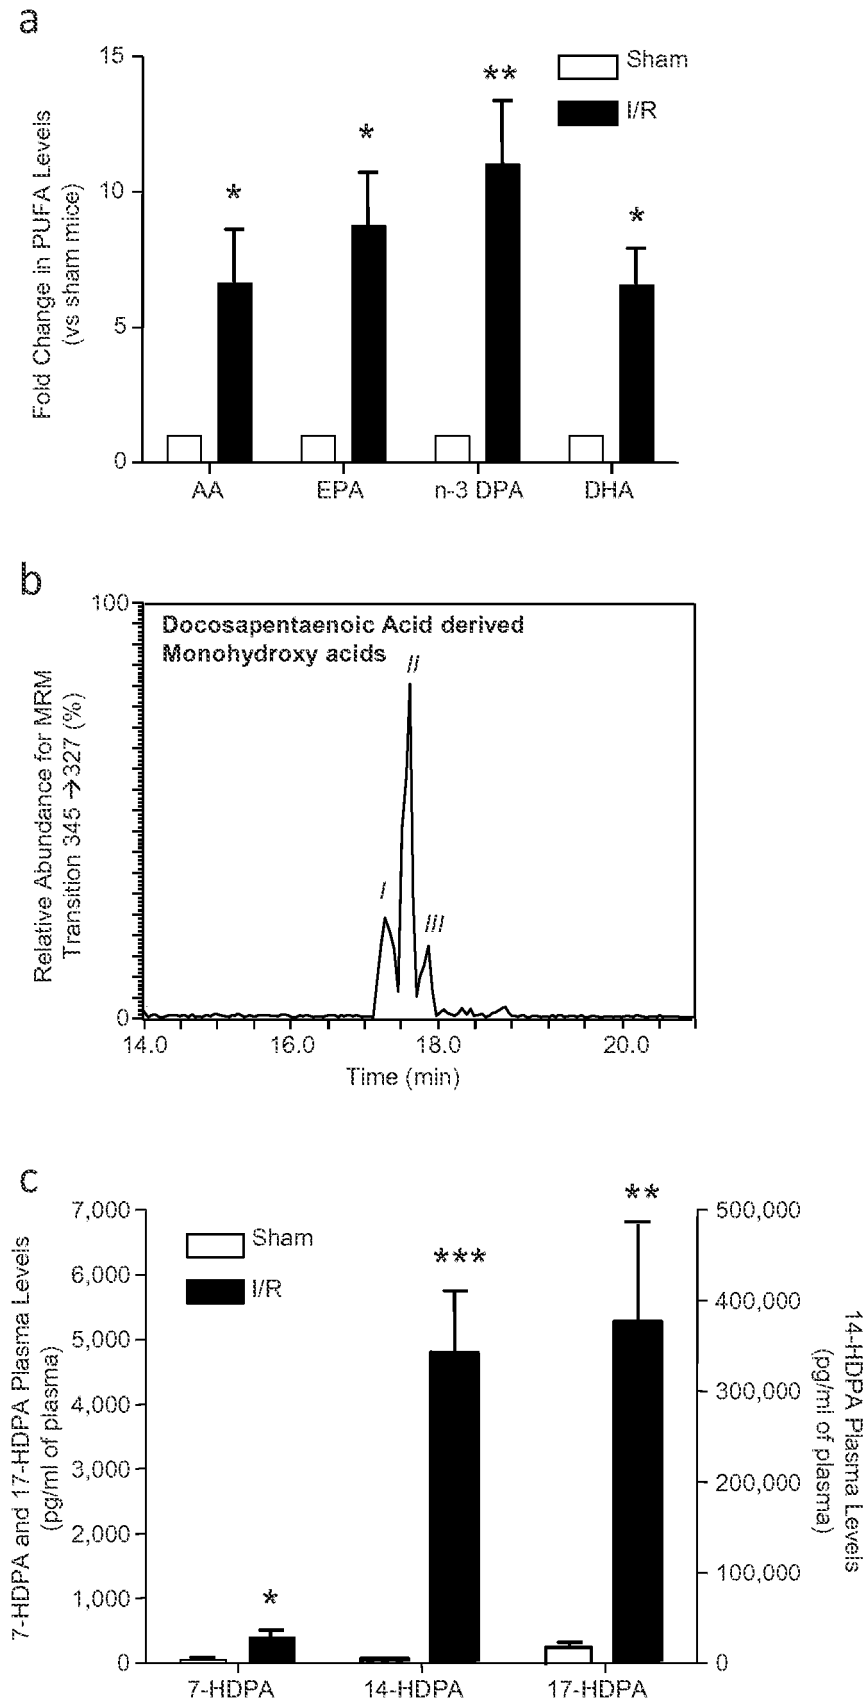 a
Fold Change in PUFA Levels
(vs sham mice)
15
10
5
0
*
*
**
*
Sham
I/R
AA
EPA
n-3 DPA
DHA
b
Relative Abundance for MRM
Transition 345 →327 (%)
100
0
Docosapentaenoic Acid derived
Monohydroxy acids
I
II
III
14.0
16.0
18.0
20.0
Time (min)
c
7-HDPA and 17-HDPA Plasma Levels
(pg/ml of plasma)
7,000
6,000
5,000
4,000
3,000
2,000
1,000
0
Sham
I/R
*
***
**
500,000
400,000
300,000
200,000
100,000
0
14-HDPA Plasma Levels
(pg/ml of plasma)
7-HDPA
14-HDPA
17-HDPA